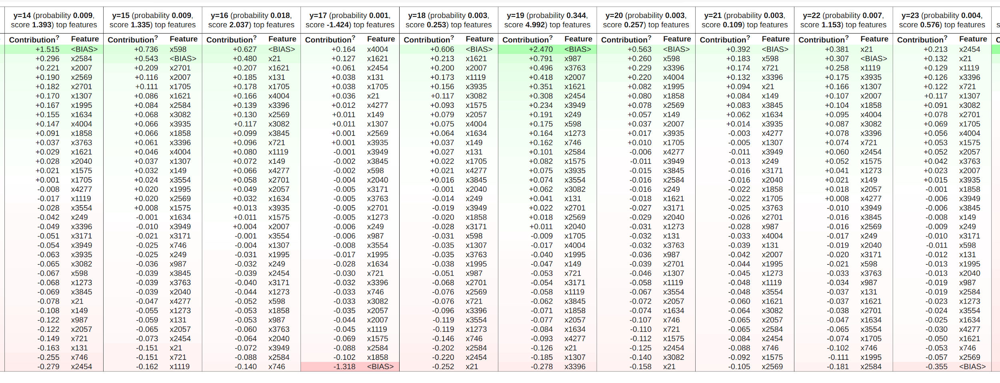 y=14 (probability 0.009, y=15 (probability 0.009, y=16 (probability 0.018, y=17 (probability 0.001, y=18 (probability 0.003, y=19 (probability 0.344, y=20 (probability 0.003, y=21 (probability 0.003, y=22 (probability 0.007, y=23 (probability 0.004,
score 1.393) top features score 1.335) top features score 2.037) top features score -1.424) top features score 0.253) top features score 4.992) top features score 0.257) top features score 0.109) top features score 1.153) top features score 0.576) top features s
Contribution? Feature Contribution? Feature Contribution? Feature Contribution? Feature Contribution? Feature Contribution? Feature Contribution? Feature Contribution? Feature Contribution? Feature Contribution? Feature C
+1.515 <BIAS> +0.736 x598 +0.627 <BIAS> +0.164 x4004 +0.606 <BIAS> +2.470 <BIAS> +0.563 <BIAS> +0.392 <BIAS> +0.381 x21 +0.213 x2454
+0.296 x2584 +0.543 <BIAS> +0.480 x21 +0.127 x1621 +0.213 x1621 +0.791 x987 +0.260 x598 +0.183 x598 +0.307 <BIAS> +0.132 x21
+0.221 x2007 +0.209 x2701 +0.207 x1621 +0.061 x2454 +0.200 x2007 +0.496 x3763 +0.229 x3396 +0.174 x721 +0.258 x1119 +0.129 x1119
+0.190 x2569 +0.116 x2007 +0.185 x131 +0.038 x131 +0.173 x1119 +0.418 x2007 +0.220 x4004 +0.132 x3396 +0.175 x3935 +0.126 x3396
+0.182 x2701 +0.111 x1705 +0.178 x1705 +0.038 x1705 +0.156 x3935 +0.351 x1621 +0.082 x1995 +0.094 x21 +0.166 x1307 +0.122 x721
+0.170 x1307 +0.086 x1621 +0.166 x4004 +0.036 x21 +0.117 x3082 +0.308 x2454 +0.080 x1858 +0.084 x149 +0.107 x2007 +0.117 x1307
+0.167 x1995 +0.084 x2584 +0.139 x3396 +0.012 x4277 +0.093 x1575 +0.234 x3949 +0.078 x2569 +0.083 x3845 +0.104 x1858 +0.091 x3082
+0.155 x1634 +0.068 x3082 +0.130 x2569 +0.011 x149 +0.079 x2057 +0.191 x249 +0.057 x149 +0.062 x1634 +0.095 x4004 +0.078 x2701
+0.147 x4004 +0.066 x3935 +0.117 x3082 +0.011 x1307 +0.075 x4004 +0.175 x598 +0.037 x2007 +0.014 x3935 +0.087 x3082 +0.069 x1705
+0.091 x1858 +0.066 x1858 +0.099 x3845 +0.001 x2569 +0.064 x1634 +0.164 x1273 +0.017 x3935 -0.003 x4277 +0.078 x3396 +0.056 x4004
+0.037 x3763 +0.061 x3396 +0.096 x721 +0.001 x3935 +0.037 x149 +0.162 x746 +0.010 x1705 -0.005 x1307 +0.074 x721 +0.053 x1575
+0.029 x1621 +0.046 x4004 +0.080 x1119 -0.001 x3949 +0.027 x131 +0.101 x2584 -0.006 x4277 -0.011 x3949 +0.060 x2454 +0.052 x2057
+0.028 x2040 +0.037 x1307 +0.072 x149 -0.002 x3845 +0.022 x1705 +0.082 x1575 -0.011 x3949 -0.013 x249 +0.052 x1575 +0.042 x3763
+0.021 x1575 +0.032 x149 +0.066 x4277 -0.002 x598 +0.021 x4277 +0.075 x3935 -0.015 x3845 -0.016 x3171 +0.041 x1273 +0.023 x2007
+0.001 x1705 +0.024 x3554 +0.058 x2701 -0.004 x2040 +0.016 x3845 +0.074 x3554 -0.016 x2584 -0.016 x2040 +0.021 x149 +0.015 x3935
-0.008 x4277 +0.020 x1995 +0.049 x2057 -0.005 x3171 -0.001 x2040 +0.062 x3082 -0.016 x249 -0.022 x1858 +0.018 x2057 -0.001 x1858
-0.017 x1119 +0.020 x2569 +0.032 x1634 -0.005 x3763 -0.014 x249 +0.041 x131 -0.018 x1621 -0.022 x1705 +0.008 x4277 -0.006 x3949
-0.028 x3554 +0.008 x1575 +0.013 x3935 -0.005 x2701 -0.019 x3949 +0.022 x2701 -0.027 x3171 -0.025 x3763 -0.010 x3949 -0.006 x3845
-0.042 x249 -0.001 x1634 +0.011 x1575 -0.005 x1273 -0.020 x1858 +0.018 x2569 -0.029 x2040 -0.026 x2701 -0.016 x3845 -0.008 x149
-0.049 x3396 -0.010 x3949 +0.004 x2007 -0.006 x249 -0.028 x3171 +0.011 x2040 -0.031 x1273 -0.028 x987 -0.016 x2569 -0.009 x249
-0.051 x3171 -0.021 x3171 -0.001 x3554 -0.006 x987 -0.031 x598 -0.009 x1705 -0.032 x131 -0.033 x4004 -0.017 x249 -0.010 x3171
-0.054 x3949 -0.025 x746 -0.004 x1307 -0.008 x3554 -0.035 x1307 -0.017 x4004 -0.032 x3763 -0.039 x131 -0.019 x2040 -0.011 x598
-0.063 x3935 -0.025 x249 -0.031 x1995 -0.017 x1995 -0.035 x3763 -0.040 x1995 -0.036 x987 -0.042 x2007 -0.020 x3171 -0.012 x131
-0.065 x3082 -0.036 x987 -0.032 x249 -0.028 x1634 -0.038 x1995 -0.047 x149 -0.039 x2701 -0.044 x1995 -0.021 x598 -0.013 x1995
-0.067 x598 -0.039 x3845 -0.039 x2454 -0.030 x721 -0.051 x987 -0.053 x721 -0.046 x1307 -0.045 x1273 -0.033 x3763 -0.013 x2040
-0.068 x1273 -0.039 x3763 -0.040 x3171 -0.032 x3396 -0.068 x2701 -0.054 x3171 -0.058 x1119 -0.048 x1119 -0.034 x987 -0.019 x987
-0.069 x3845 -0.039 x2040 -0.044 x1273 -0.033 x746 -0.076 x2569 -0.058 x1119 -0.067 x3554 -0.048 x3554 -0.037 x131 -0.019 x2584
-0.078 x21 -0.047 x4277 -0.052 x598 -0.033 x3082 -0.076 x721 -0.062 x3845 -0.072 x2057 -0.060 x1621 -0.037 x1621 -0.023 x1273
-0.108 x149 -0.055 x1273 -0.053 x1858 -0.035 x2057 -0.096 x3396 -0.071 x1858 -0.074 x1634 -0.064 x3082 -0.038 x2701 -0.024 x3554
-0.122 x987 -0.059 x131 -0.053 x987 -0.044 x2007 -0.119 x3554 -0.077 x2057 -0.107 x746 -0.065 x2057 -0.047 x1634 -0.025 x1634
-0.122 x2057 -0.065 x2057 -0.060 x3763 -0.045 x1119 -0.119 x1273 -0.084 x1634 -0.110 x721 -0.065 x2584 -0.065 x3554 -0.030 x4277
-0.149 x721 -0.073 x2454 -0.064 x2040 -0.069 x1575 -0.146 x746 -0.093 x4277 -0.112 x1575 -0.084 x2454 -0.074 x1705 -0.050 x1621
-0.163 x131 -0.151 x21 -0.072 x3949 -0.088 x2584 -0.202 x2584 -0.126 x21 -0.125 x2454 -0.088 x746 -0.102 x746 -0.053 x746
-0.255 x746 -0.151 x721 -0.088 x2584 -0.102 x1858 -0.220 x2454 -0.185 x1307 -0.140 x3082 -0.092 x1575 -0.111 x1995 -0.057 x2569
-0.279 x2454 -0.162 x1119 -0.140 x746 -1.318 <BIAS> -0.252 x21 -0.278 x3396 -0.158 x21 -0.105 x2569 -0.181 x2584 -0.355 <BIAS>